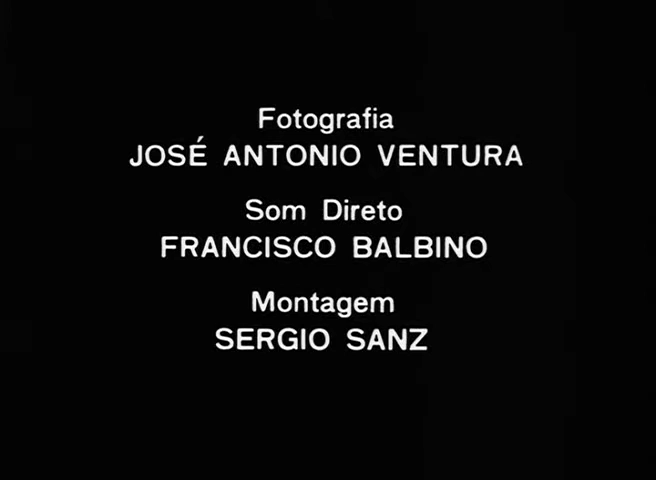 Fotografia
JOSÉ ANTONIO VENTURA
Som Direto
FRANCISCO BALBINO
Montagem
SERGIO SANZ